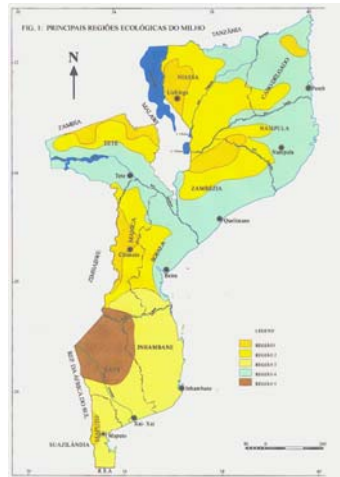 FIG. 1: PRINCIPAIS REGIÕES ECOLÓGICAS DO MILHO
TANZÂNIA
N
NIASSA
CABO DELGADO
Lichinga
Pemba
MALAWI
ZAMBIA
NAMPULA
Nampula
TETE
Tete
ZAMBÉZIA
Quelimane
MANICA
SOFALA
Chimoio
ZIMBABWE
Beira
INHAMBANE
GAZA
REP. DA ÁFRICA DO SUL
Inhambane
Xai-Xai
MAPUTO
Maputo
SUAZILÂNDIA
R.S.A
LEGEND
REGIÃO 1
REGIÃO 2
REGIÃO 3
REGIÃO 4
REGIÃO 5